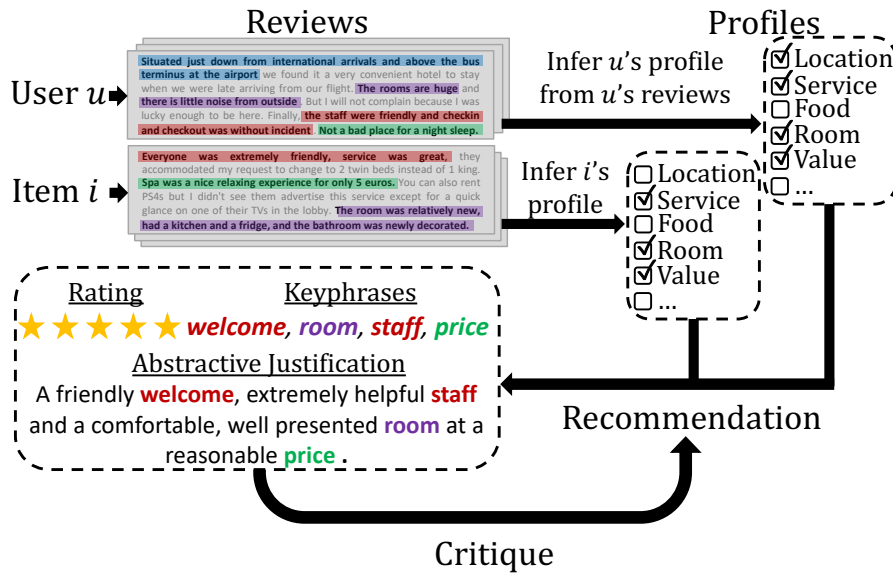 Reviews
Profiles
User u
Situated just down from international arrivals and above the bus
terminus at the airport we found it a very convenient hotel to stay
when we were late arriving from our flight. The rooms are huge and
there is little noise from outside. But I will not complain because I was
lucky enough to be here. Finally, the staff were friendly and checkin
and checkout was without incident. Not a bad place for a night sleep.
Infer u's profile
from u's reviews
Location
Service
Food
Room
Value
...
Item i
Everyone was extremely friendly, service was great, they
accommodated my request to change to 2 twin beds instead of 1 king.
Spa was a nice relaxing experience for only 5 euros. You can also rent
PS4s but I didn't see them advertise this service except for a quick
glance on one of their TVs in the lobby. The room was relatively new,
had a kitchen and a fridge, and the bathroom was newly decorated.
Infer i's
profile
Location
Service
Food
Room
Value
...
Rating
Keyphrases
welcome, room, staff, price
Abstractive Justification
A friendly welcome, extremely helpful staff
and a comfortable, well presented room at a
reasonable price .
Recommendation
Critique